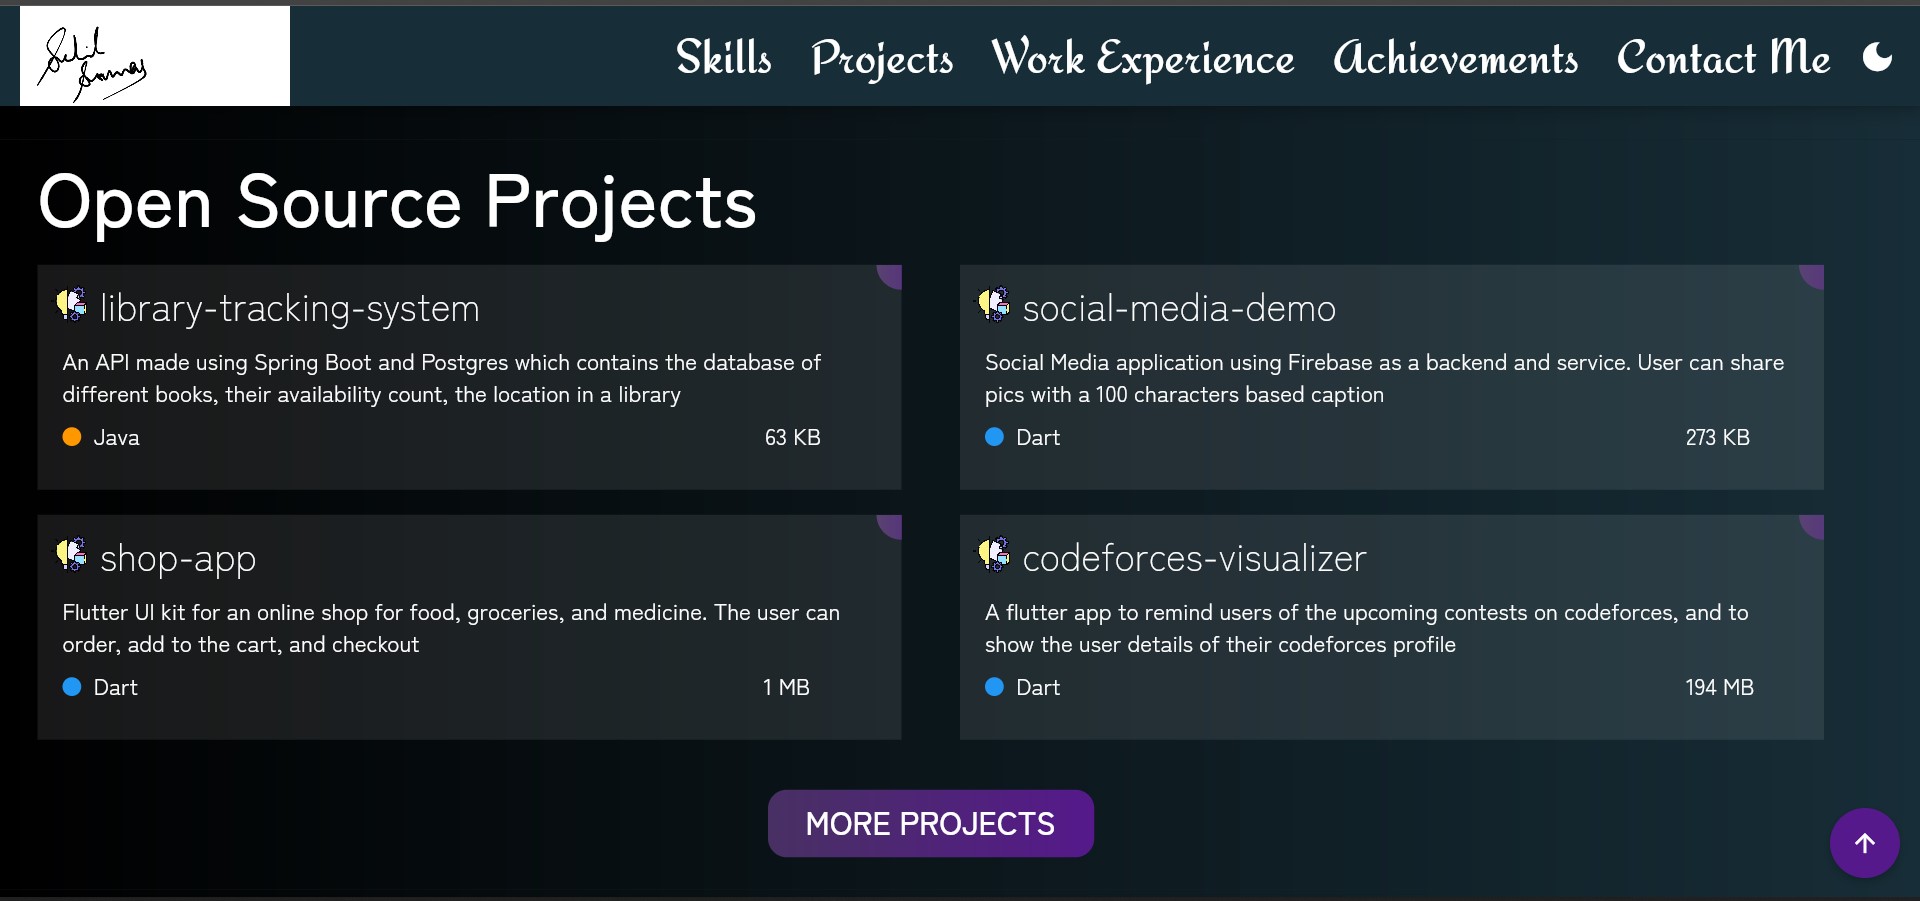 Skills Projects Work Experience Achievements Contact Me
Open Source Projects
library-tracking-system
An API made using Spring Boot and Postgres which contains the database of
different books, their availability count, the location in a library
Java 63 KB
social-media-demo
Social Media application using Firebase as a backend and service. User can share
pics with a 100 characters based caption
Dart 273 KB
shop-app
Flutter UI kit for an online shop for food, groceries, and medicine. The user can
order, add to the cart, and checkout
Dart 1 MB
codeforces-visualizer
A flutter app to remind users of the upcoming contests on codeforces, and to
show the user details of their codeforces profile
Dart 194 MB
MORE PROJECTS